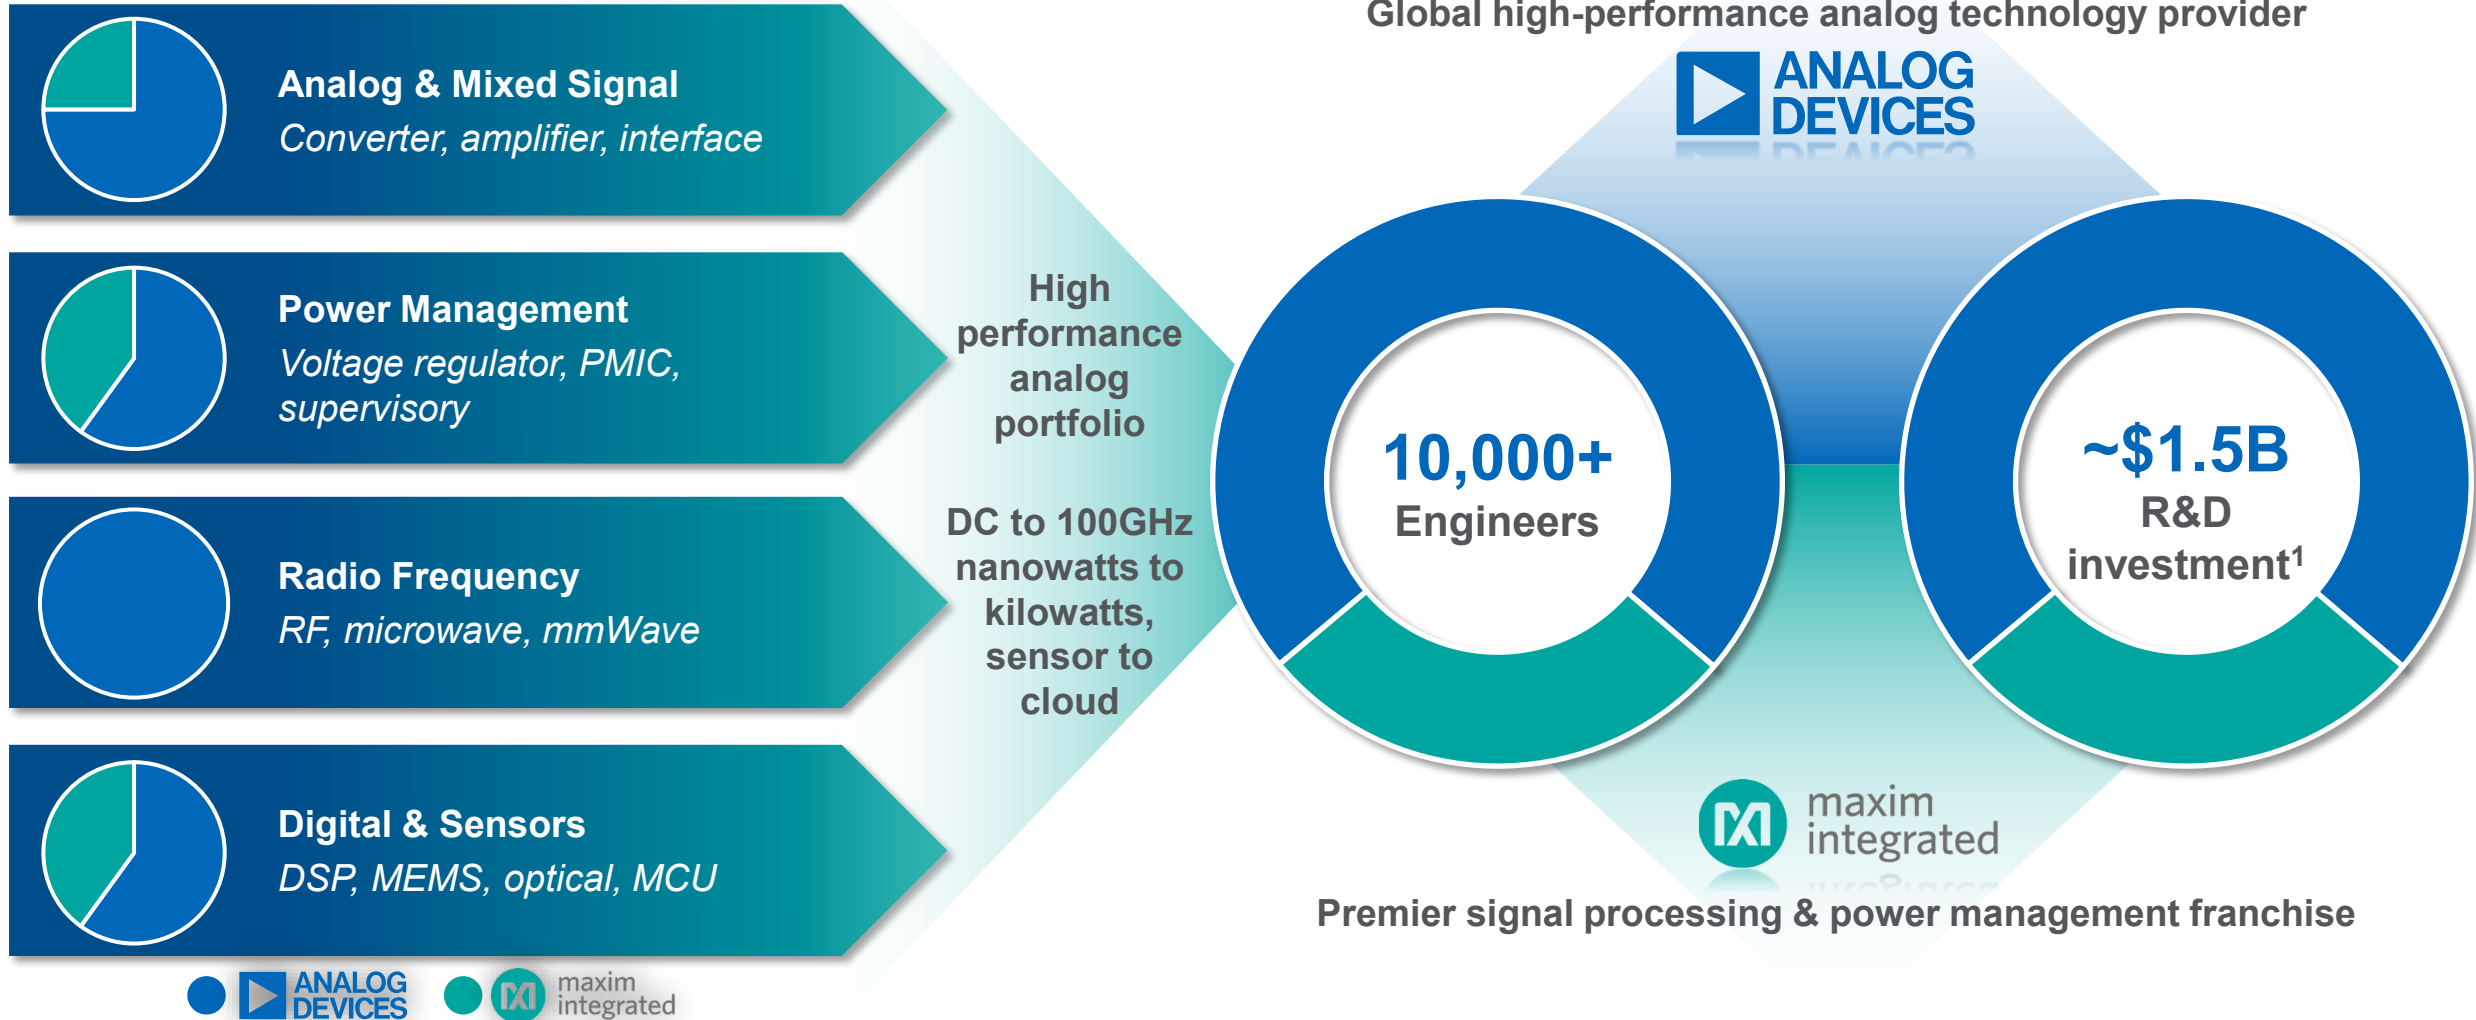 Analog & Mixed Signal
Converter, amplifier, interface
Power Management
Voltage regulator, PMIC,
supervisory
Radio Frequency
RF, microwave, mmWave
Digital & Sensors
DSP, MEMS, optical, MCU
ANALOG
DEVICES
maxim
integrated
High
performance
analog
portfolio
DC to 100GHz
nanowatts to
kilowatts,
sensor to
cloud
Global high-performance analog technology provider
ANALOG
DEVICES
10,000+
Engineers
~$1.5B
R&D
investment¹
maxim
integrated
Premier signal processing & power management franchise